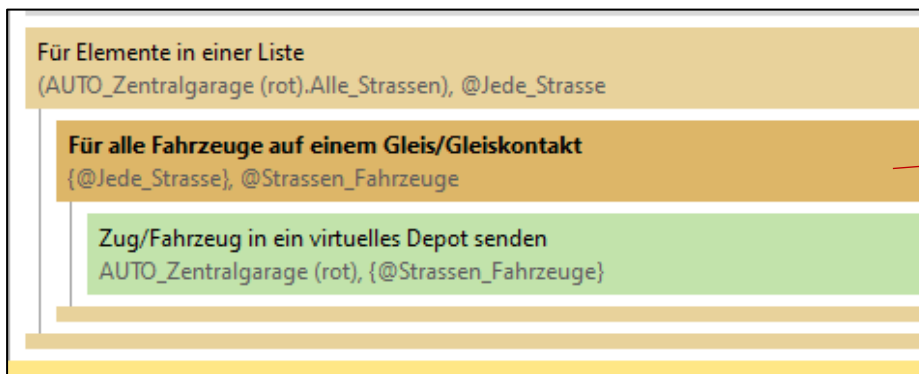 Für Elemente in einer Liste
(AUTO_Zentralgarage (rot).Alle_Strassen), @Jede_Strasse
Für alle Fahrzeuge auf einem Gleis/Gleiskontakt
{@Jede_Strasse}, @Strassen_Fahrzeuge
Zug/Fahrzeug in ein virtuelles Depot senden
AUTO_Zentralgarage (rot), {@Strassen_Fahrzeuge}